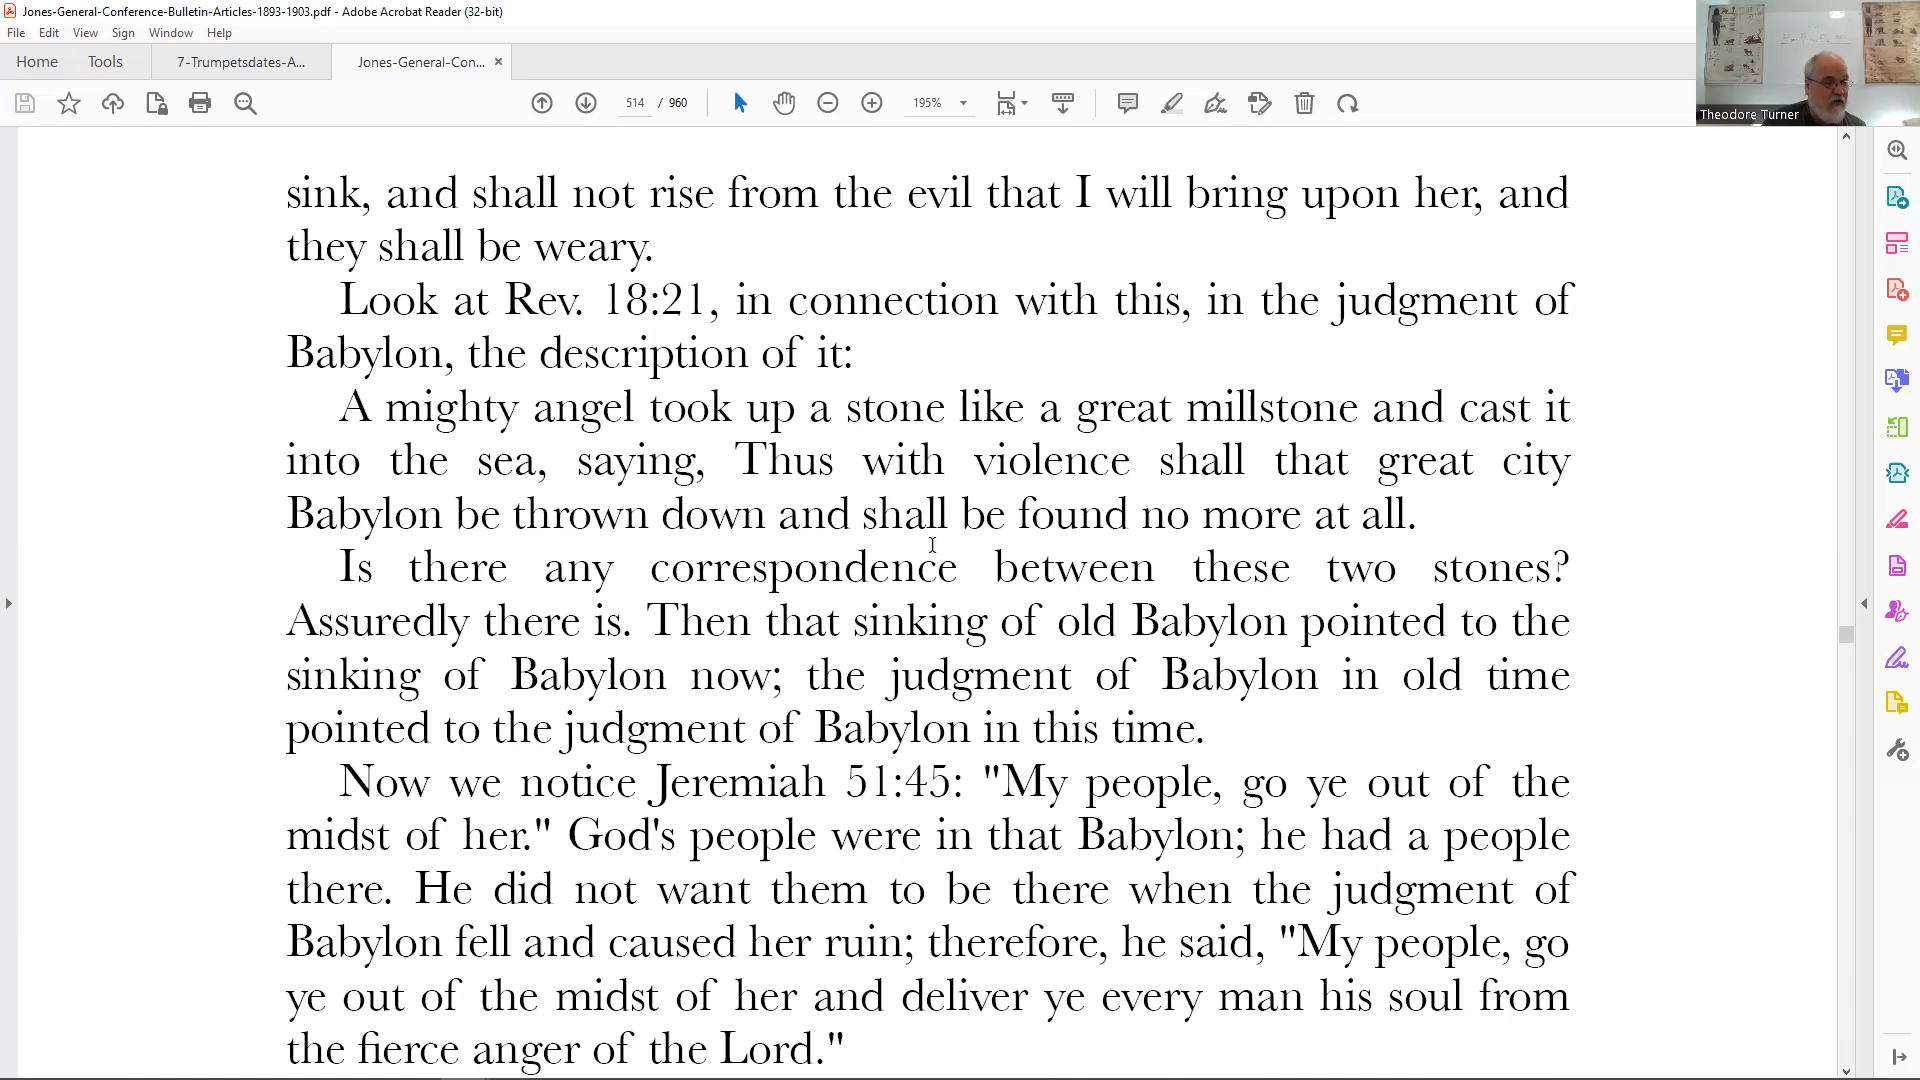 Jones-General-Conference-Bulletin-Articles-1893-1903.pdf - Adobe Acrobat Reader (32-bit)
File Edit View Sign Window Help
Home Tools 7-Trumpetsdates-A... Jones-General-Con... ×
514 / 960 195%
Theodore Turner
sink, and shall not rise from the evil that I will bring upon her, and
they shall be weary.
Look at Rev. 18:21, in connection with this, in the judgment of
Babylon, the description of it:
A mighty angel took up a stone like a great millstone and cast it
into the sea, saying, Thus with violence shall that great city
Babylon be thrown down and shall be found no more at all.
Is there any correspondence between these two stones?
Assuredly there is. Then that sinking of old Babylon pointed to the
sinking of Babylon now; the judgment of Babylon in old time
pointed to the judgment of Babylon in this time.
Now we notice Jeremiah 51:45: "My people, go ye out of the
midst of her." God's people were in that Babylon; he had a people
there. He did not want them to be there when the judgment of
Babylon fell and caused her ruin; therefore, he said, "My people, go
ye out of the midst of her and deliver ye every man his soul from
the fierce anger of the Lord."